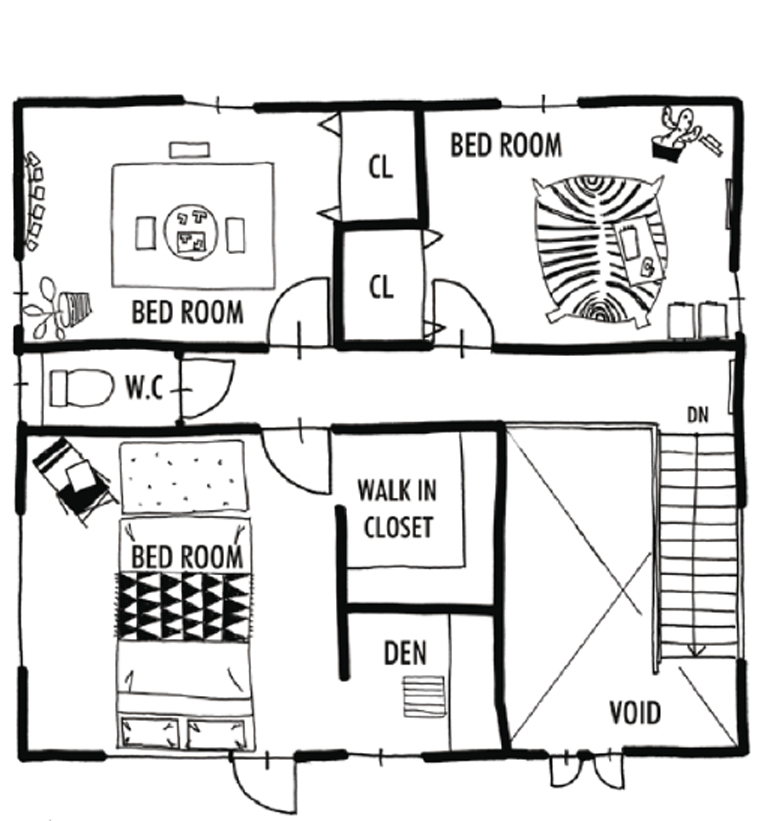 CL
BED ROOM
CL
BED ROOM
W.C
DN
WALK IN
CLOSET
BED ROOM
DEN
VOID